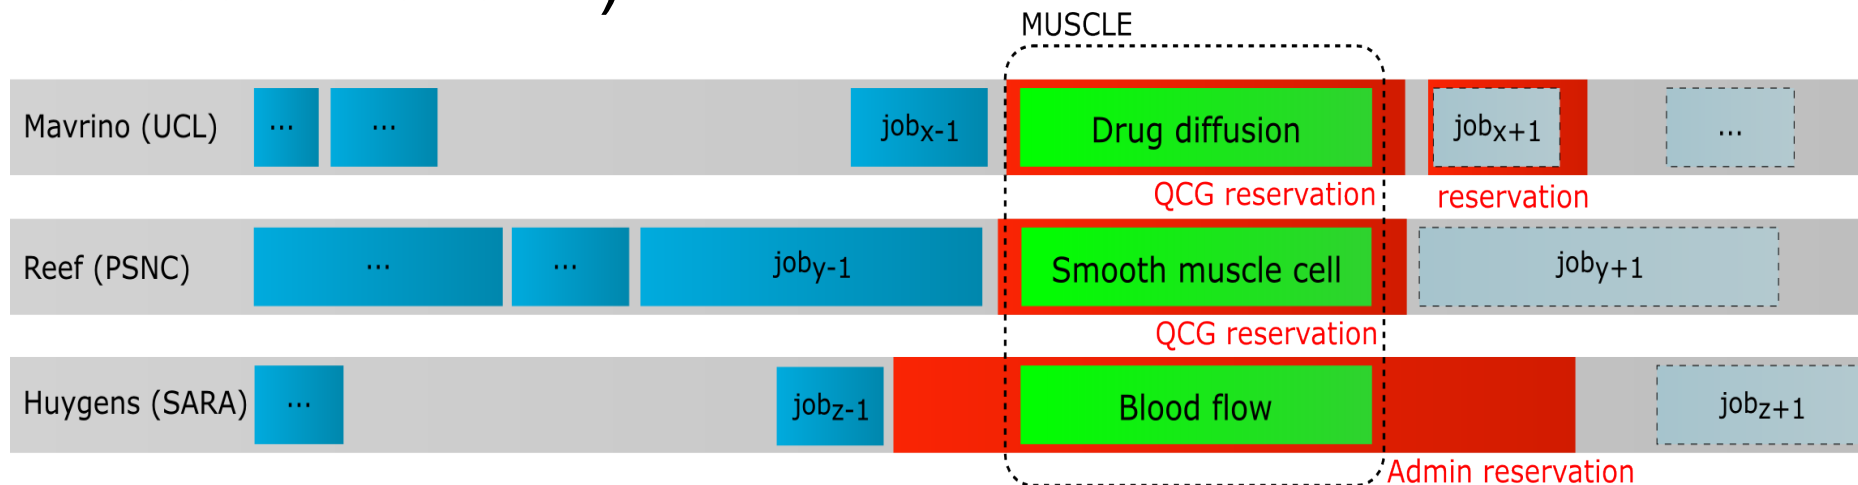 )
MUSCLE
Mavrino (UCL) ... ... jobx-1 Drug diffusion jobx+1 ...
QCG reservation reservation
Reef (PSNC) ... ... joby-1 Smooth muscle cell joby+1
QCG reservation
Huygens (SARA) ... jobz-1 Blood flow jobz+1
Admin reservation